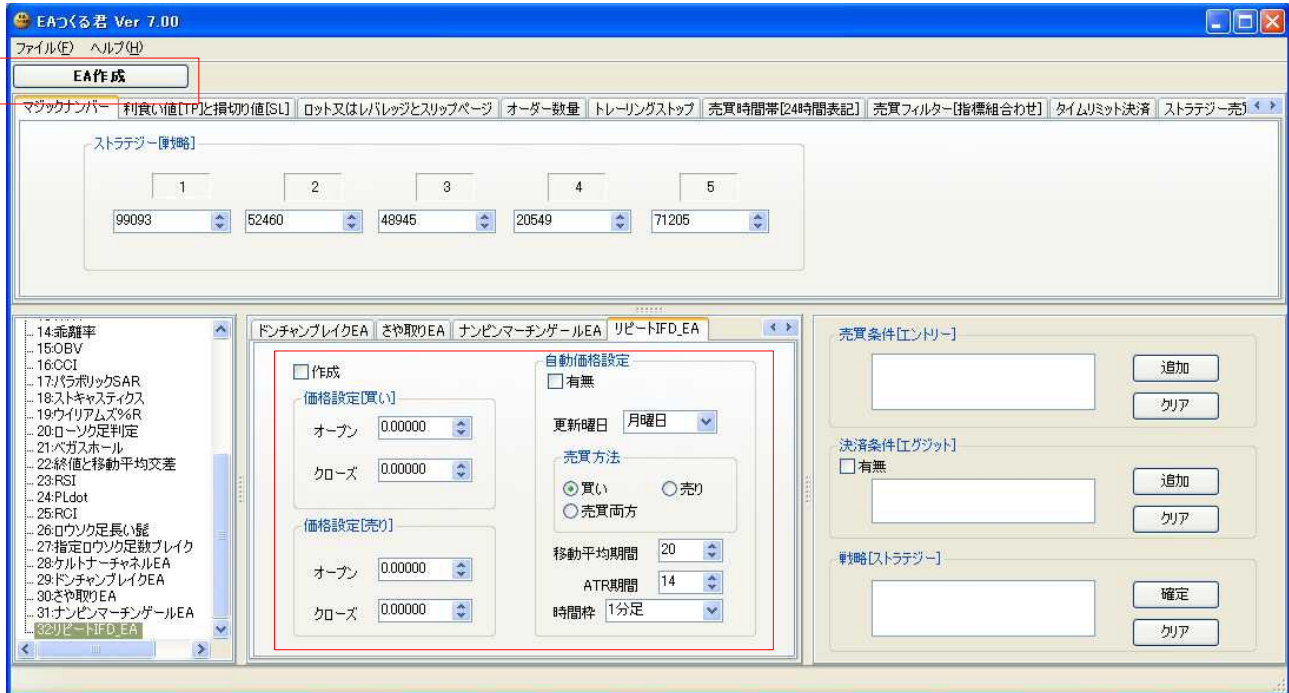 EAつくる君 Ver 7.00
ファイル(F) ヘルプ(H)
EA作成
マジックナンバー 利食い値[TP]と損切り値[SL] ロット又はレバレッジとスリップページ オーダー数量 トレーリングストップ 売買時間帯[24時間表記] 売買フィルター[指標組合わせ] タイムリミット決済 ストラテジー売
ストラテジー[戦略]
1 2 3 4 5
99093 52460 48945 20549 71205
14:乖離率
15:OBV
16:CCI
17:パラボリックSAR
18:ストキャスティクス
19:ウイリアムズ%R
20:ローソク足判定
21:ベガスホール
22:終値と移動平均交差
23:RSI
24:PLdot
25:RCI
26:ロウソク足長い髭
27:指定ロウソク足数ブレイク
28:ケルトナーチャネルEA
29:ドンチャンブレイクEA
30:さや取りEA
31:ナンピンマーチンゲールEA
32:リピートIFD_EA
ドンチャンブレイクEA さや取りEA ナンピンマーチンゲールEA リピートIFD_EA
作成
価格設定[買い]
オープン 0.00000
クローズ 0.00000
価格設定[売り]
オープン 0.00000
クローズ 0.00000
自動価格設定
有無
更新曜日 月曜日
売買方法
買い 売り
売買両方
移動平均期間 20
ATR期間 14
時間枠 1分足
売買条件[エントリー]
追加
クリア
決済条件[エグジット]
有無
追加
クリア
戦略[ストラテジー]
確定
クリア